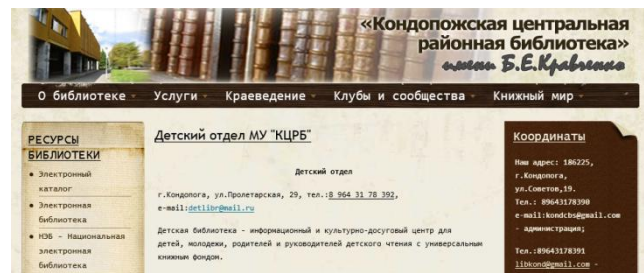 «Кондопожская центральная
районная библиотека»
имени Б.Е.Кравченко
О библиотеке Услуги Краеведение Клубы и сообщества Книжный мир
РЕСУРСЫ
БИБЛИОТЕКИ
Электронный
каталог
Электронная
библиотека
НЭБ - Национальная
электронная
библиотека
Детский отдел МУ "КЦРБ"
Детский отдел
г.Кондопога, ул.Пролетарская, 29, тел.:8 964 31 78 392,
e-mail:detlibr@mail.ru
Детская библиотека - информационный и культурно-досуговый центр для
детей, молодежи, родителей и руководителей детского чтения с универсальным
книжным фондом.
Координаты
Наш адрес: 186225,
г.Кондопога,
ул.Советов,19.
Тел.: 89643178390
e-mail:kondcbs@gmail.com
- администрация;
Тел.:89643178391
libkond@gmail.com -